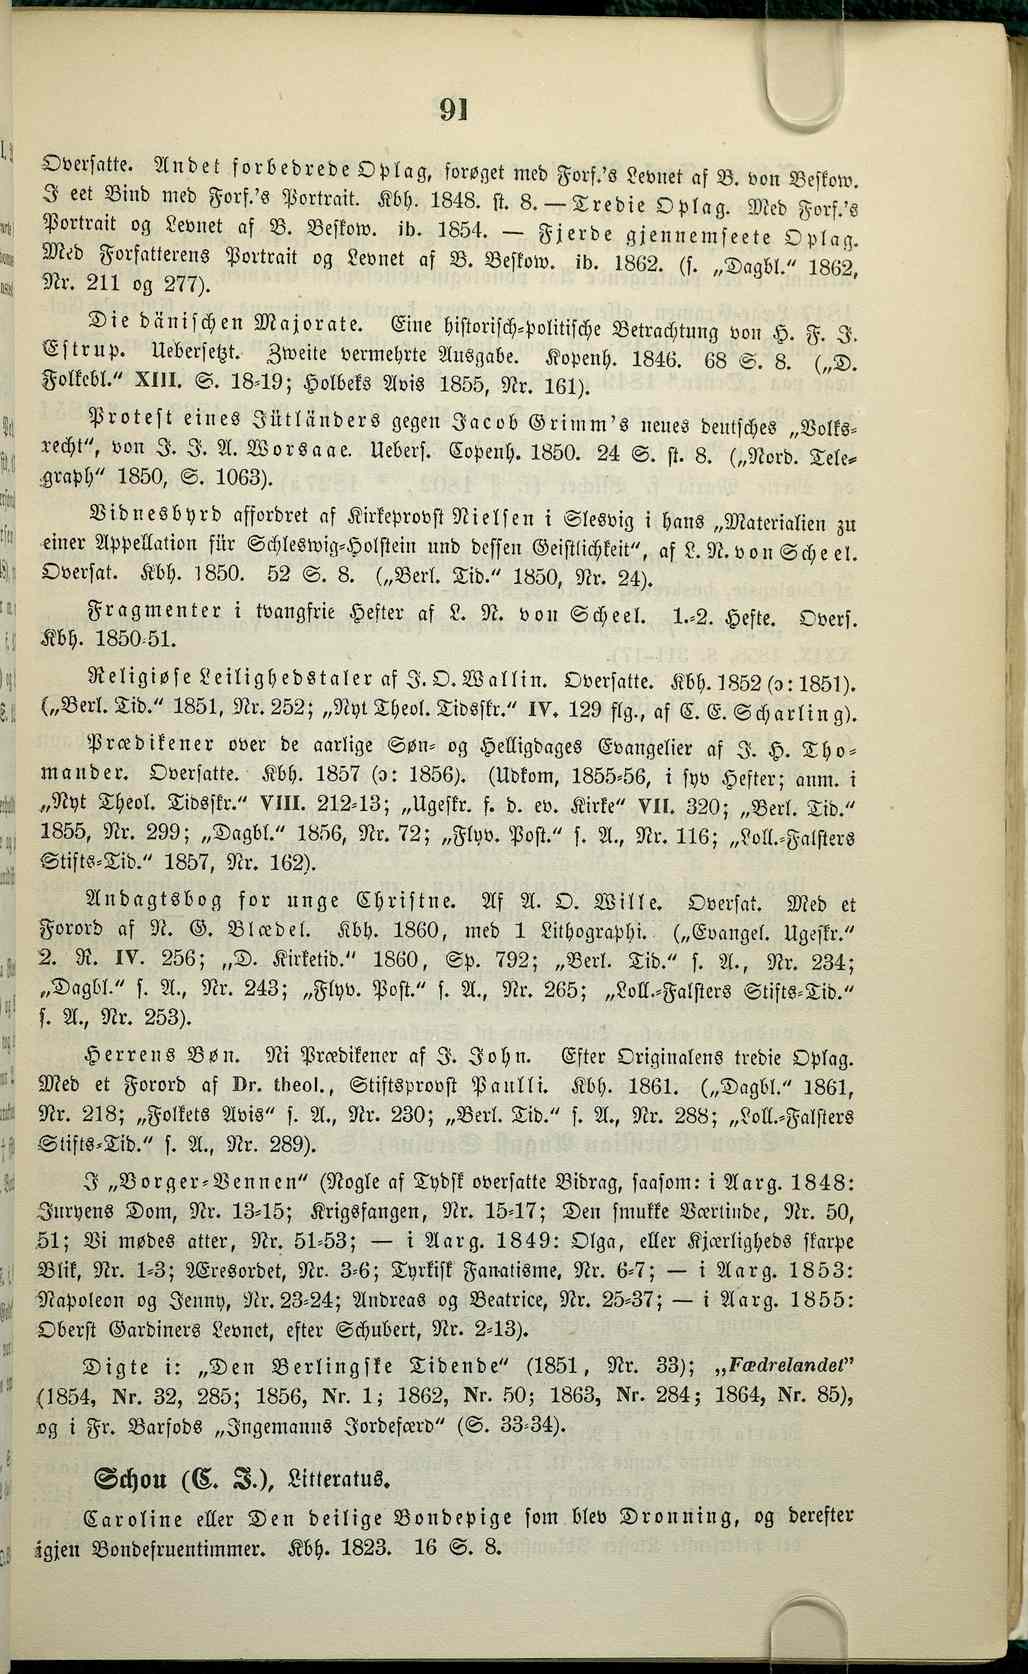 91
Oversatte. Andet forbedrede Oplag, forøget med Forf.'s Levnet af B. von Beskow.
I eet Bind med Forf.'s Portrait. Kbh. 1848. st. 8. — Tredie Oplag. Med Forf.'s
Portrait og Levnet af B. Beskow. ib. 1854. — Fjerde gjennemseete Oplag.
Med Forfatterens Portrait og Levnet af B. Beskow. ib. 1862. (s. „Dagbl.“ 1862,
Nr. 211 og 277).
Die dänischen Majorate. Eine historisch-politische Betrachtung von H. F. J.
Estrup. Uebersetzt. Zweite vermehrte Ausgabe. Kopenh. 1846. 68 S. 8. („D.
Folkebl.“ XIII. S. 18-19; Holbeks Avis 1855, Nr. 161).
Protest eines Jütländers gegen Jacob Grimm's neues deutsches „Volks-
recht“, von J. J. A. Worsaae. Uebers. Copenh. 1850. 24 S. st. 8. („Nord. Tele-
graph“ 1850, S. 1063).
Vidnesbyrd affordret af Kirkeprovst Nielsen i Slesvig i hans „Materialien zu
einer Appellation für Schleswig-Holstein und dessen Geistlichkeit“, af L. N. von Scheel.
Oversat. Kbh. 1850. 52 S. 8. („Berl. Tid.“ 1850, Nr. 24).
Fragmenter i tvangfrie Hefter af L. N. von Scheel. 1.-2. Hefte. Overs.
Kbh. 1850-51.
Religiøse Leilighedstaler af J. O. Wallin. Oversatte. Kbh. 1852 (ɔ: 1851).
(„Berl. Tid.“ 1851, Nr. 252; „Nyt Theol. Tidsskr.“ IV. 129 flg., af C. E. Scharling).
Prædikener over de aarlige Søn- og Helligdages Evangelier af J. H. Tho-
mander. Oversatte. Kbh. 1857 (ɔ: 1856). (Udkom, 1855-56, i syv Hefter; anm. i
„Nyt Theol. Tidsskr.“ VIII. 212-13; „Ugeskr. f. d. ev. Kirke“ VII. 320; „Berl. Tid.“
1855, Nr. 299; „Dagbl.“ 1856, Nr. 72; „Flyv. Post.“ s. A., Nr. 116; „Loll.-Falsters
Stifts-Tid.“ 1857, Nr. 162).
Andagtsbog for unge Christne. Af A. O. Wille. Oversat. Med et
Forord af N. G. Blædel. Kbh. 1860, med 1 Lithographi. („Evangel. Ugeskr.“
2. R. IV. 256; „D. Kirketid.“ 1860, Sp. 792; „Berl. Tid.“ s. A., Nr. 234;
„Dagbl.“ s. A., Nr. 243; „Flyv. Post.“ s. A., Nr. 265; „Loll.-Falsters Stifts-Tid.“
s. A., Nr. 253).
Herrens Bøn. Ni Prædikener af J. John. Efter Originalens tredie Oplag.
Med et Forord af Dr. theol., Stiftsprovst Paulli. Kbh. 1861. („Dagbl.“ 1861,
Nr. 218; „Folkets Avis“ s. A., Nr. 230; „Berl. Tid.“ s. A., Nr. 288; „Loll.-Falsters
Stifts-Tid.“ s. A., Nr. 289).
I „Borger-Vennen“ (Nogle af Tydsk oversatte Bidrag, saasom: i Aarg. 1848:
Juryens Dom, Nr. 13-15; Krigsfangen, Nr. 15-17; Den smukke Værtinde, Nr. 50,
51; Vi mødes atter, Nr. 51-53; — i Aarg. 1849: Olga, eller Kjærligheds skarpe
Blik, Nr. 1-3; Æresordet, Nr. 3-6; Tyrkisk Fanatisme, Nr. 6-7; — i Aarg. 1853:
Napoleon og Jenny, Nr. 23-24; Andreas og Beatrice, Nr. 25-37; — i Aarg. 1855:
Oberst Gardiners Levnet, efter Schubert, Nr. 2-13).
Digte i: „Den Berlingske Tidende“ (1851, Nr. 33); „Fædrelandet”
(1854, Nr. 32, 285; 1856, Nr. 1; 1862, Nr. 50; 1863, Nr. 284; 1864, Nr. 85),
og i Fr. Barfods „Ingemanns Jordefærd“ (S. 33-34).
Schou (C. J.), Litteratus.
Caroline eller Den deilige Bondepige som blev Dronning, og derefter
igjen Bondefruentimmer. Kbh. 1823. 16 S. 8.